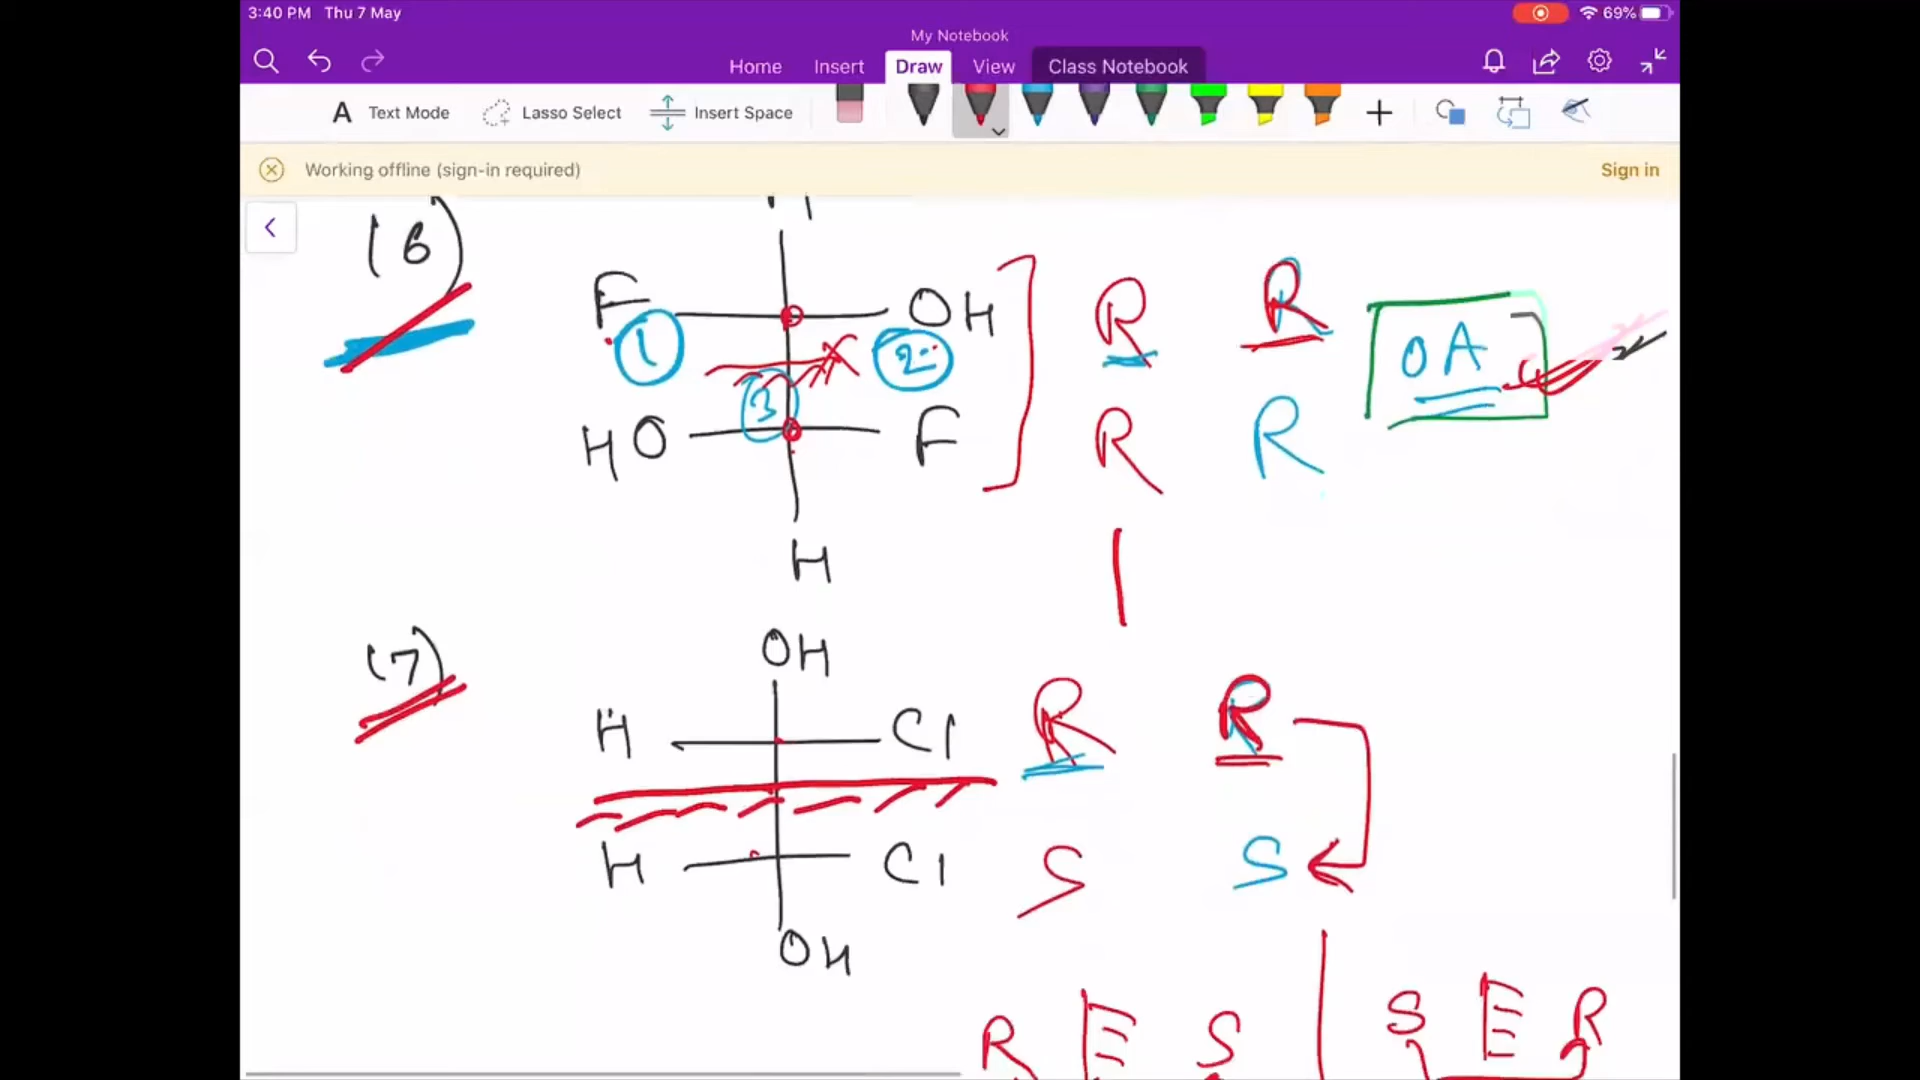 3:40 PM Thu 7 May
69%
My Notebook
Home Insert Draw View Class Notebook
A Text Mode Lasso Select Insert Space
Working offline (sign-in required) Sign in
(6)
F OH R R
1 2 OA
3
HO F R R
H
(7)
OH
H Cl R R
H Cl S S
OH
R S S R